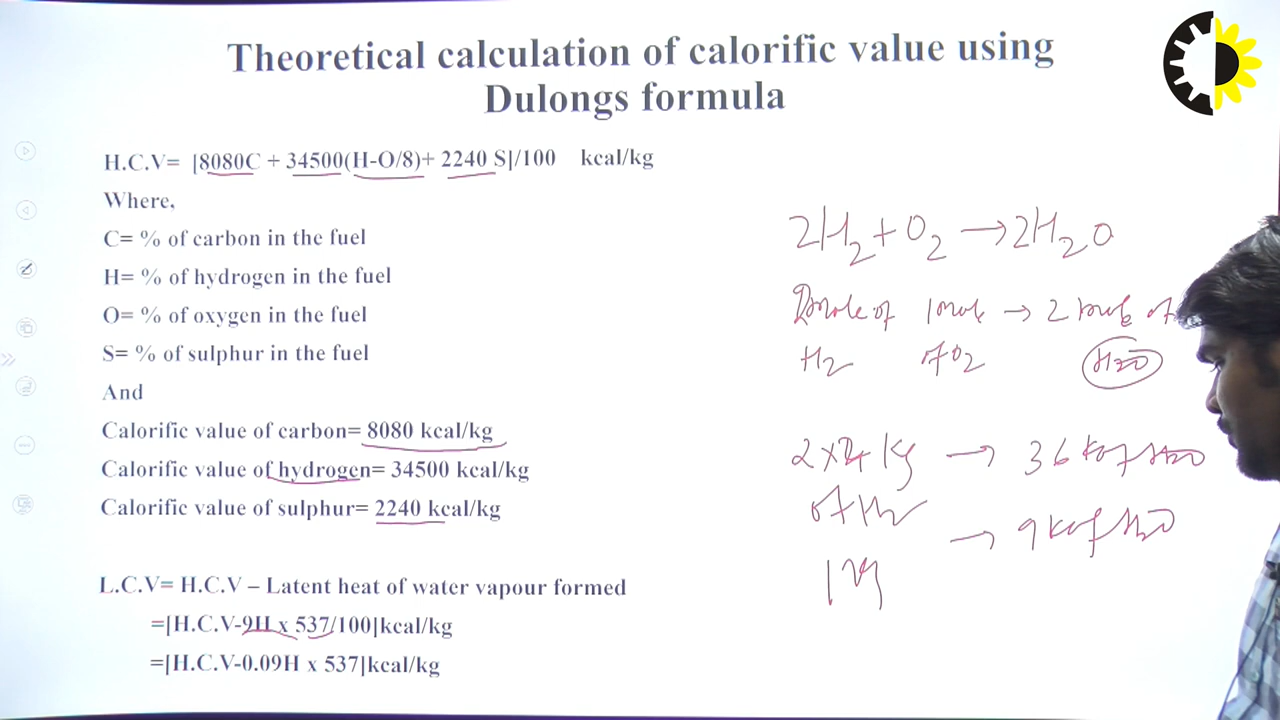 Theoretical calculation of calorific value using
Dulongs formula
H.C.V= [8080C + 34500(H-O/8)+ 2240 S]/100 kcal/kg
Where,
C= % of carbon in the fuel
H= % of hydrogen in the fuel
O= % of oxygen in the fuel
S= % of sulphur in the fuel
And
Calorific value of carbon= 8080 kcal/kg
Calorific value of hydrogen= 34500 kcal/kg
Calorific value of sulphur= 2240 kcal/kg
L.C.V= H.C.V – Latent heat of water vapour formed
=[H.C.V-9H x 537/100]kcal/kg
=[H.C.V-0.09H x 537]kcal/kg
2H₂ + O₂ → 2H₂O
2mole of 1 mole → 2 mole of
H₂ of O₂ H₂O
2 x Kg → 36 kg of H₂O
of H₂
→ 9 kg of H₂O
1 kg